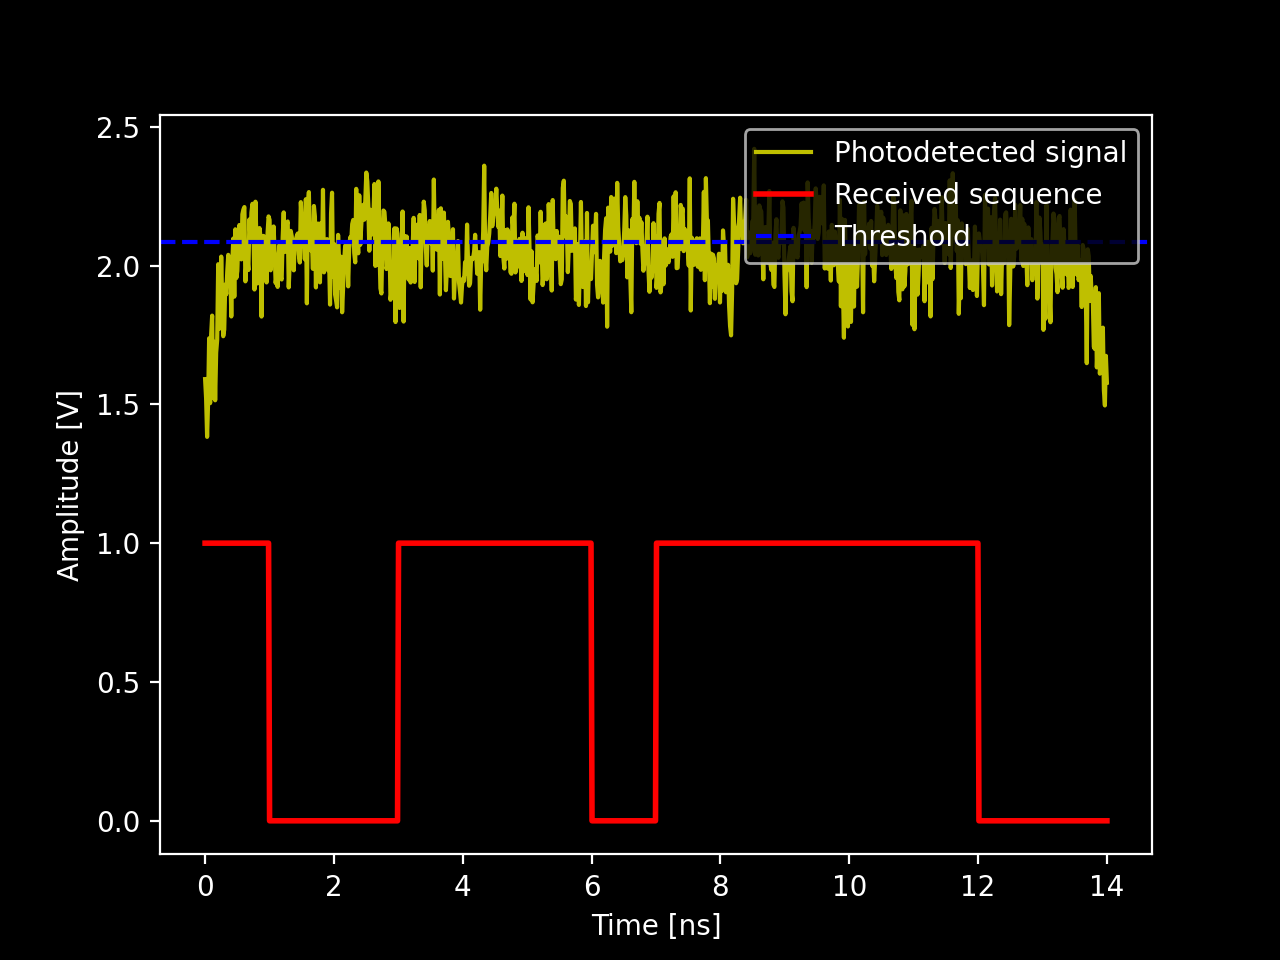 2.5
2.0
1.5
1.0
0.5
0.0
Amplitude [V]
Photodetected signal
Received sequence
Threshold
0 2 4 6 8 10 12 14
Time [ns]